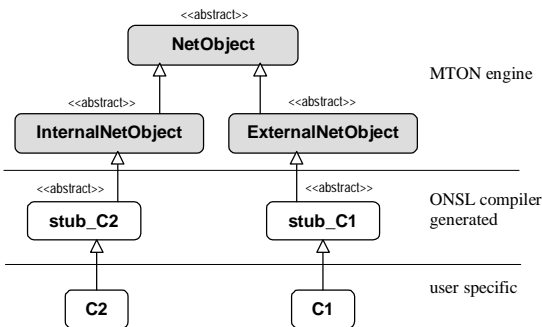 <<abstract>>
NetObject
MTON engine
<<abstract>>
<<abstract>>
InternalNetObject
ExternalNetObject
<<abstract>>
<<abstract>>
ONSL compiler
generated
stub_C2
stub_C1
user specific
C2
C1